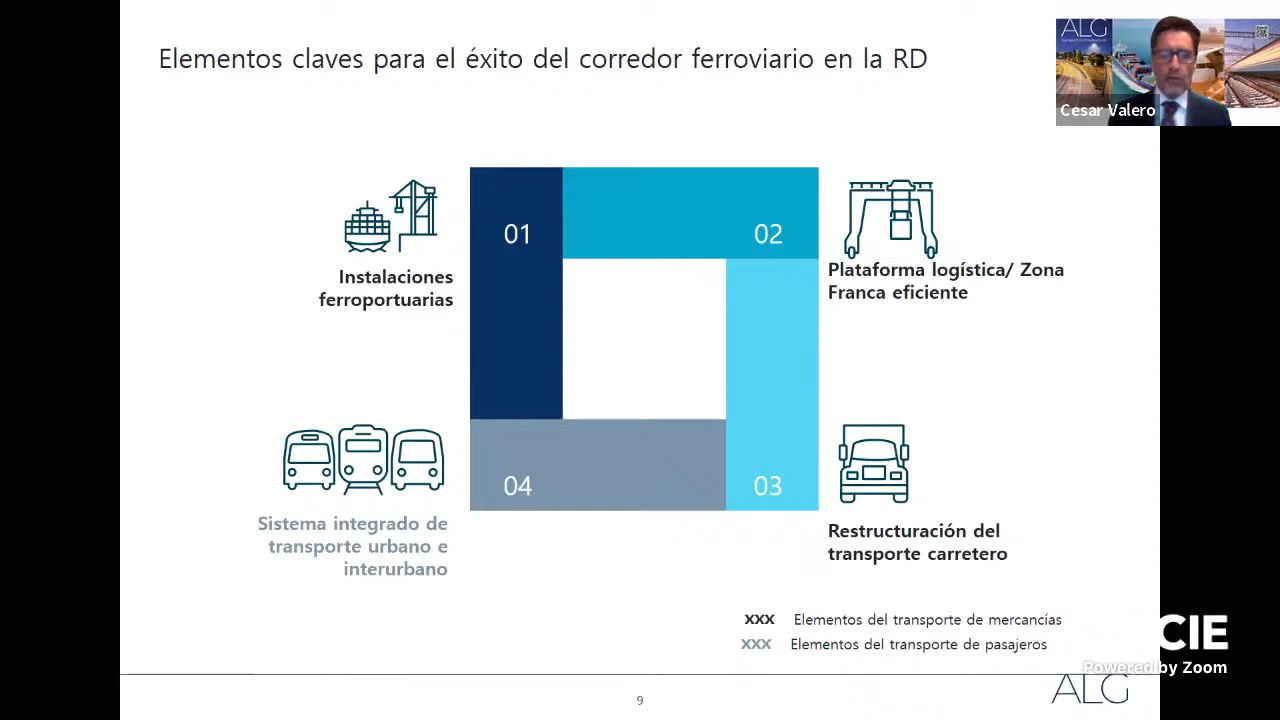 Elementos claves para el éxito del corredor ferroviario en la RD
ALG
Cesar Valero
01
02
Instalaciones
ferroportuarias
Plataforma logística/ Zona
Franca eficiente
04
03
Sistema integrado de
transporte urbano e
interurbano
Restructuración del
transporte carretero
XXX Elementos del transporte de mercancías
XXX Elementos del transporte de pasajeros
CIE
Powered by Zoom
ALG
9